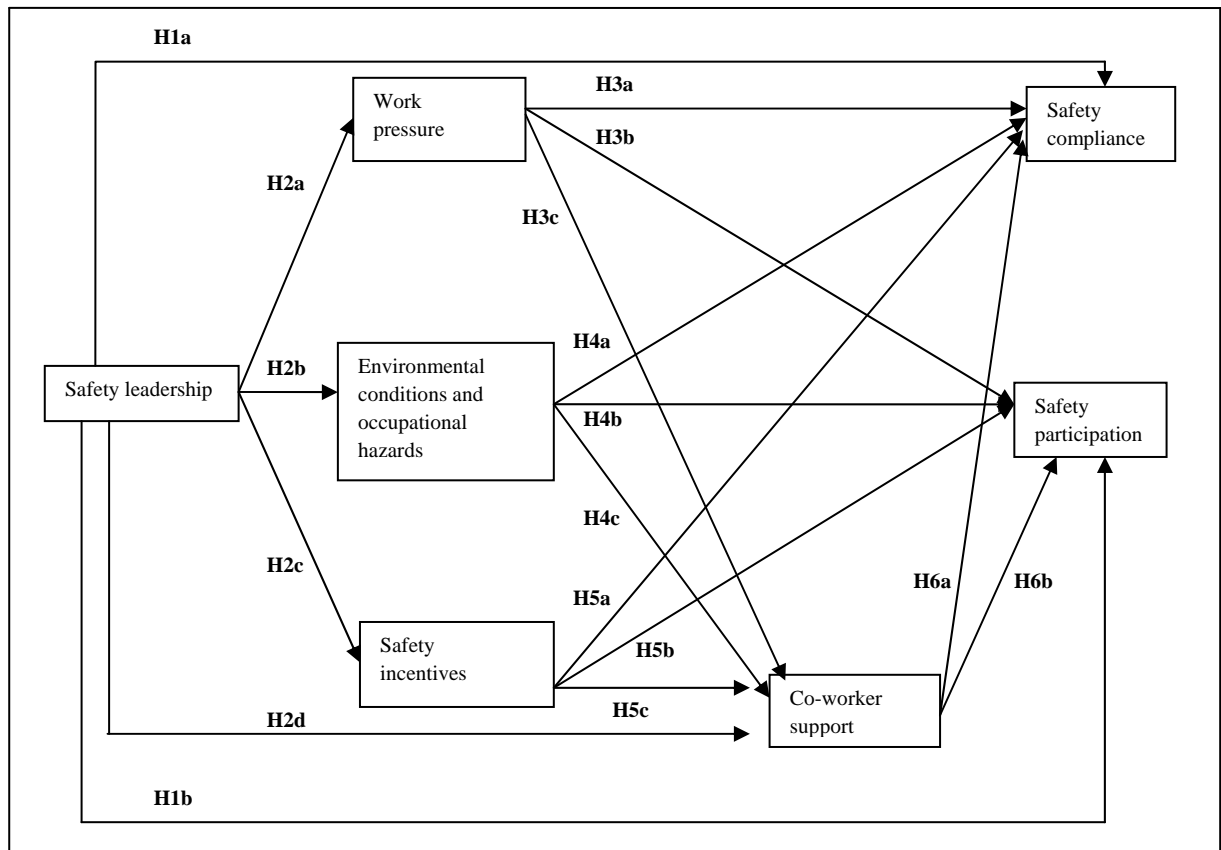 H1a
H3a
Work
pressure
Safety
compliance
H3b
H2a
H3c
H4a
Environmental
conditions and
occupational
hazards
H2b
Safety leadership
H4b
Safety
participation
H4c
H2c
H5a
H6a
H6b
Safety
incentives
H5b
H5c
Co-worker
support
H2d
H1b